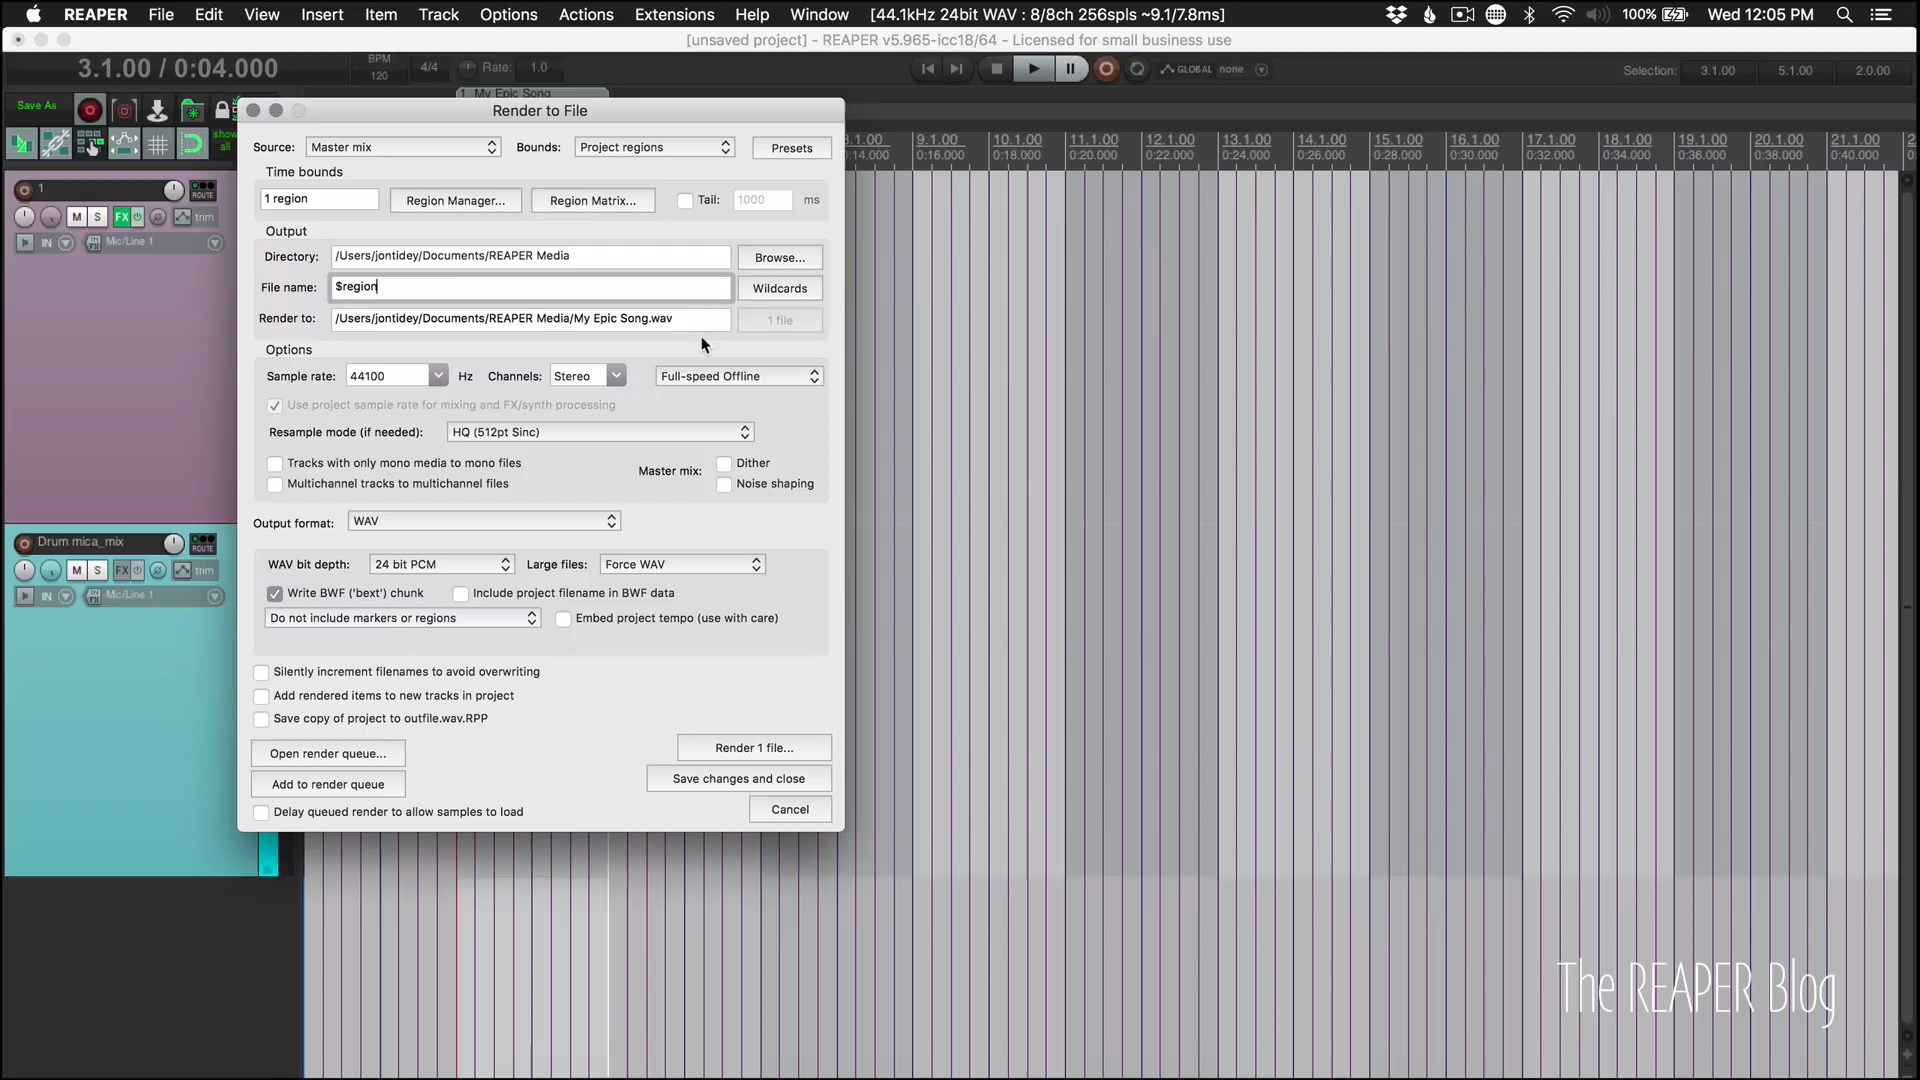 REAPER File Edit View Insert Item Track Options Actions Extensions Help Window [44.1kHz 24bit WAV : 8/8ch 256spls ~9.1/7.8ms] 100% Wed 12:05 PM
[unsaved project] - REAPER v5.965-icc18/64 - Licensed for small business use
3.1.00 / 0:04.000 BPM 120 4/4 Rate: 1.0 GLOBAL none Selection: 3.1.00 5.1.00 2.0.00
Save As
1 My Epic Song
show all
Render to File
Source: Master mix Bounds: Project regions Presets
Time bounds
1 region Region Manager... Region Matrix... Tail: 1000 ms
Output
Directory: /Users/jontidey/Documents/REAPER Media Browse...
File name: $region Wildcards
Render to: /Users/jontidey/Documents/REAPER Media/My Epic Song.wav 1 file
Options
Sample rate: 44100 Hz Channels: Stereo Full-speed Offline
Use project sample rate for mixing and FX/synth processing
Resample mode (if needed): HQ (512pt Sinc)
Tracks with only mono media to mono files
Multichannel tracks to multichannel files
Master mix: Dither
Noise shaping
Output format: WAV
WAV bit depth: 24 bit PCM Large files: Force WAV
Write BWF ('bext') chunk Include project filename in BWF data
Do not include markers or regions Embed project tempo (use with care)
Silently increment filenames to avoid overwriting
Add rendered items to new tracks in project
Save copy of project to outfile.wav.RPP
Open render queue... Render 1 file...
Add to render queue Save changes and close
Delay queued render to allow samples to load Cancel
9.1.00 10.1.00 11.1.00 12.1.00 13.1.00 14.1.00 15.1.00 16.1.00 17.1.00 18.1.00 19.1.00 20.1.00 21.1.00
0:14.000 0:16.000 0:18.000 0:20.000 0:22.000 0:24.000 0:26.000 0:28.000 0:30.000 0:32.000 0:34.000 0:36.000 0:38.000 0:40.000
1 ROUTE
M S FX trim
IN IN FX Mic/Line 1
Drum mica_mix ROUTE
M S FX trim
IN IN FX Mic/Line 1
The REAPER Blog